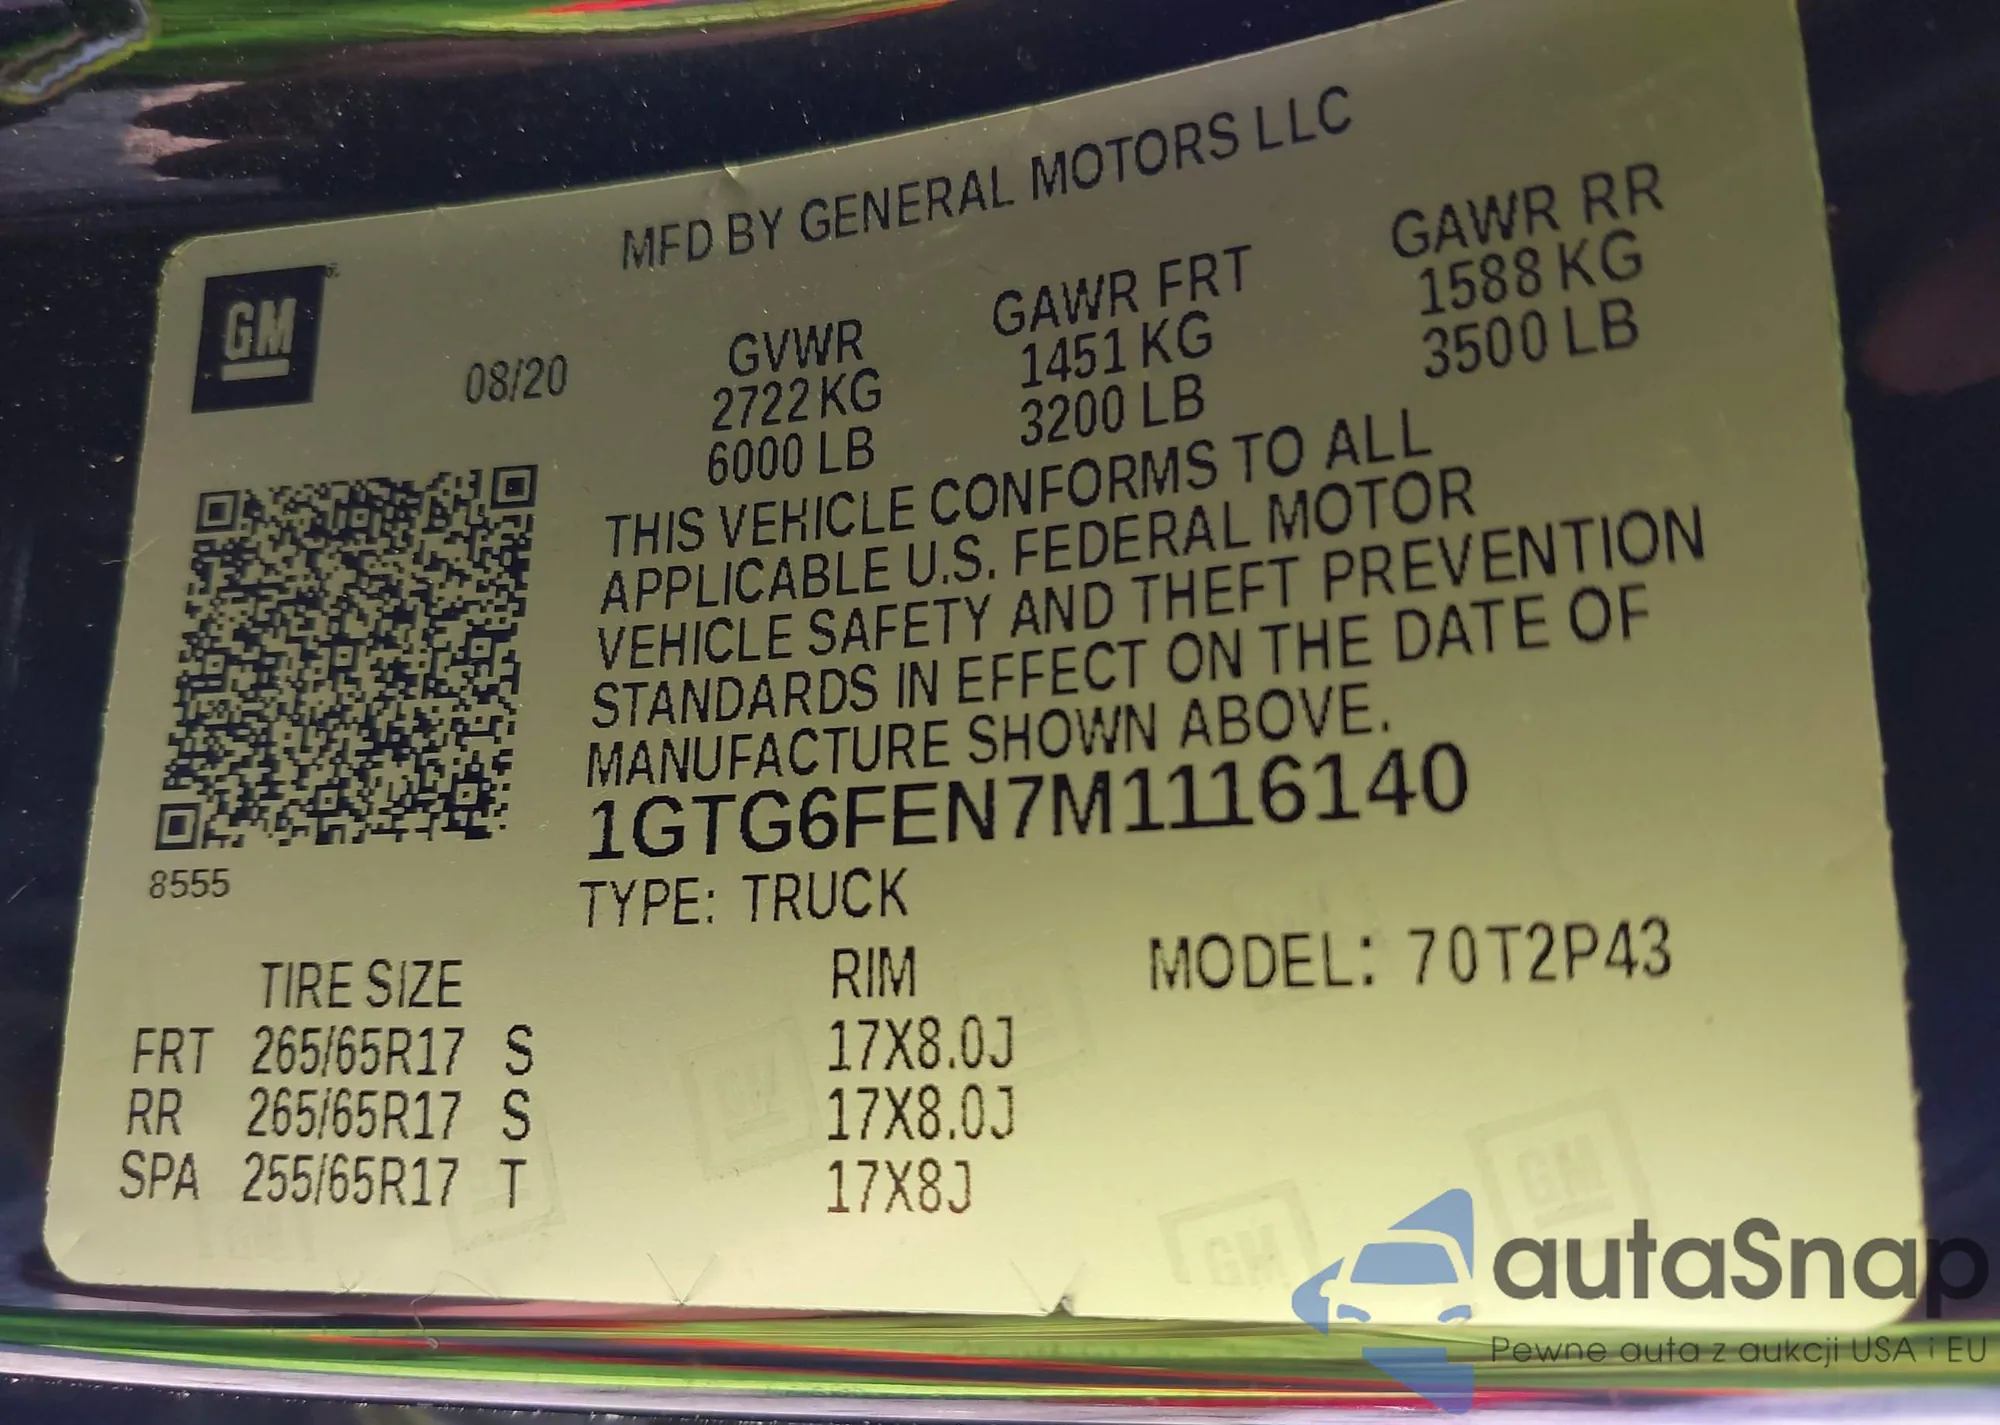 MFD BY GENERAL MOTORS LLC
GM
08/20
GVWR
2722 KG
6000 LB
GAWR FRT
1451 KG
3200 LB
GAWR RR
1588 KG
3500 LB
THIS VEHICLE CONFORMS TO ALL
APPLICABLE U.S. FEDERAL MOTOR
VEHICLE SAFETY AND THEFT PREVENTION
STANDARDS IN EFFECT ON THE DATE OF
MANUFACTURE SHOWN ABOVE.
1GTG6FEN7M1116140
8555
TYPE: TRUCK
MODEL: 70T2P43
TIRE SIZE RIM
FRT 265/65R17 S 17X8.0J
RR 265/65R17 S 17X8.0J
SPA 255/65R17 T 17X8J
GM
GM
autaSnap
Pewne auta z aukcji USA i EU